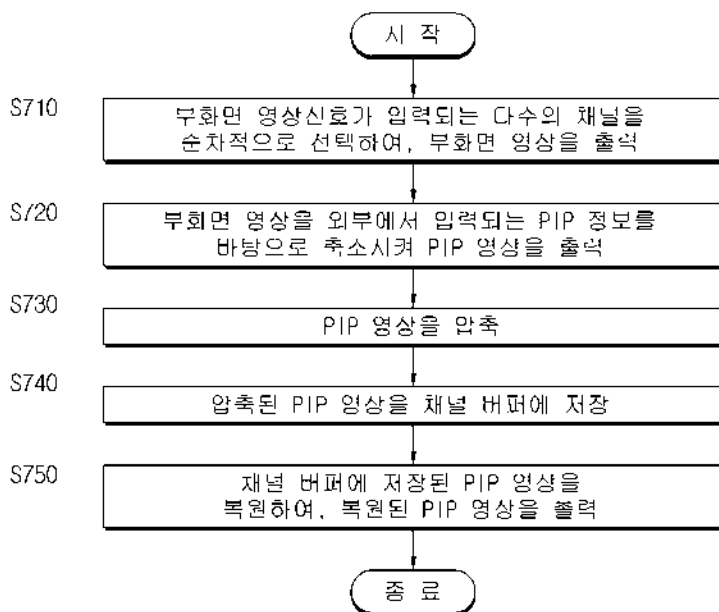 시 작
S710
부화면 영상신호가 입력되는 다수의 채널을
순차적으로 선택하여, 부화면 영상을 출력
S720
부화면 영상을 외부에서 입력되는 PIP 정보를
바탕으로 축소시켜 PIP 영상을 출력
S730
PIP 영상을 압축
S740
압축된 PIP 영상을 채널 버퍼에 저장
S750
채널 버퍼에 저장된 PIP 영상을
복원하여, 복원된 PIP 영상을 출력
종 료